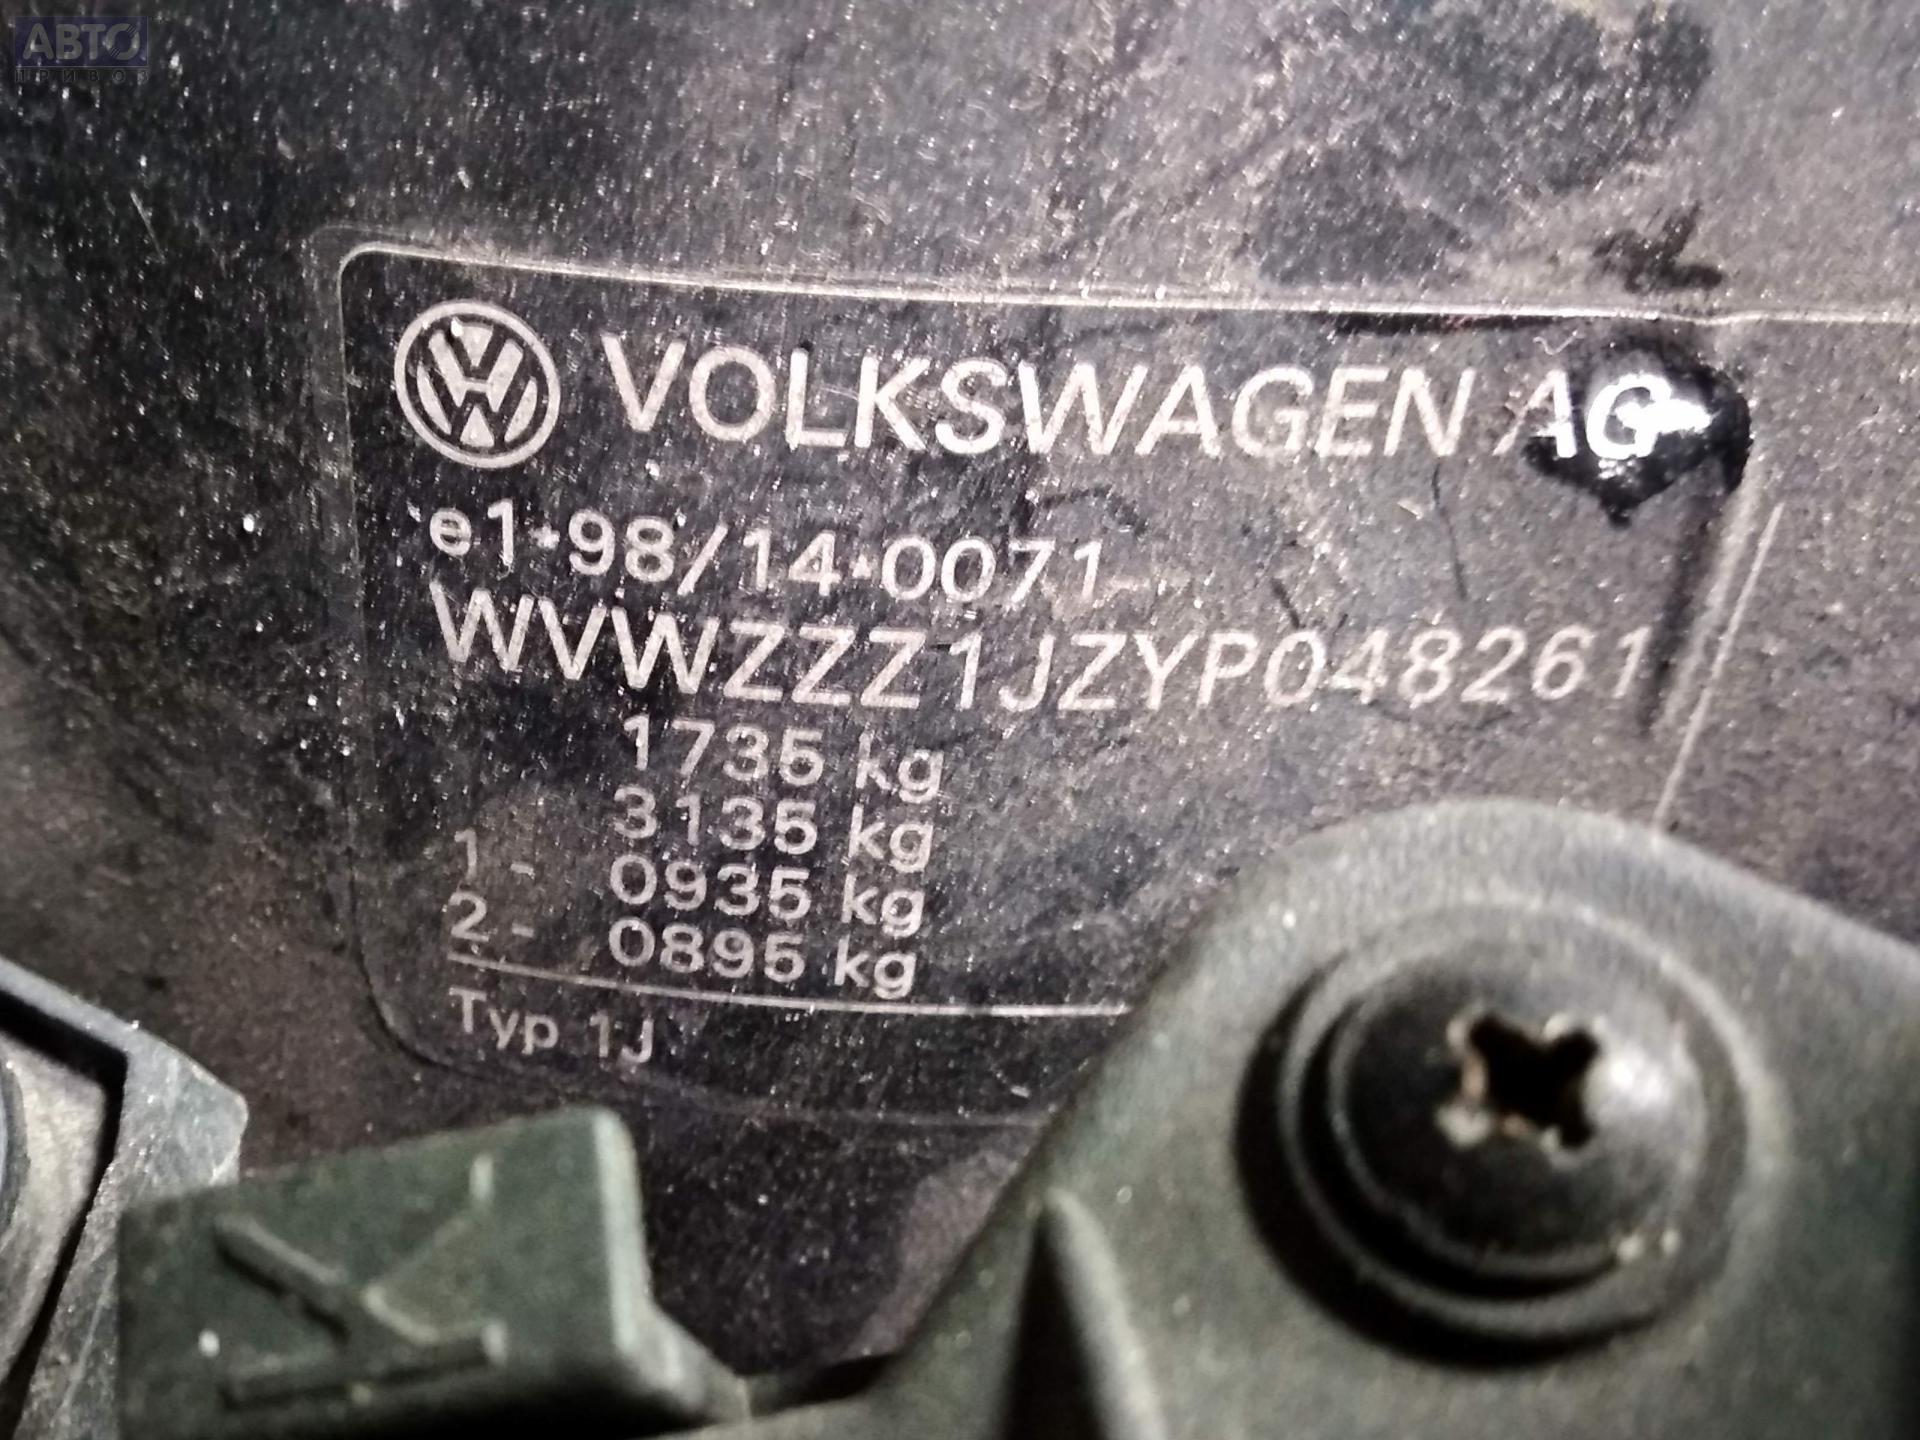 АВТО
ПРИВОЗ
VOLKSWAGEN AG
e1*98/14*0071
WVWZZZ1JZYP048261
1735 kg
3135 kg
1 - 0935 kg
2 - 0895 kg
Typ 1J